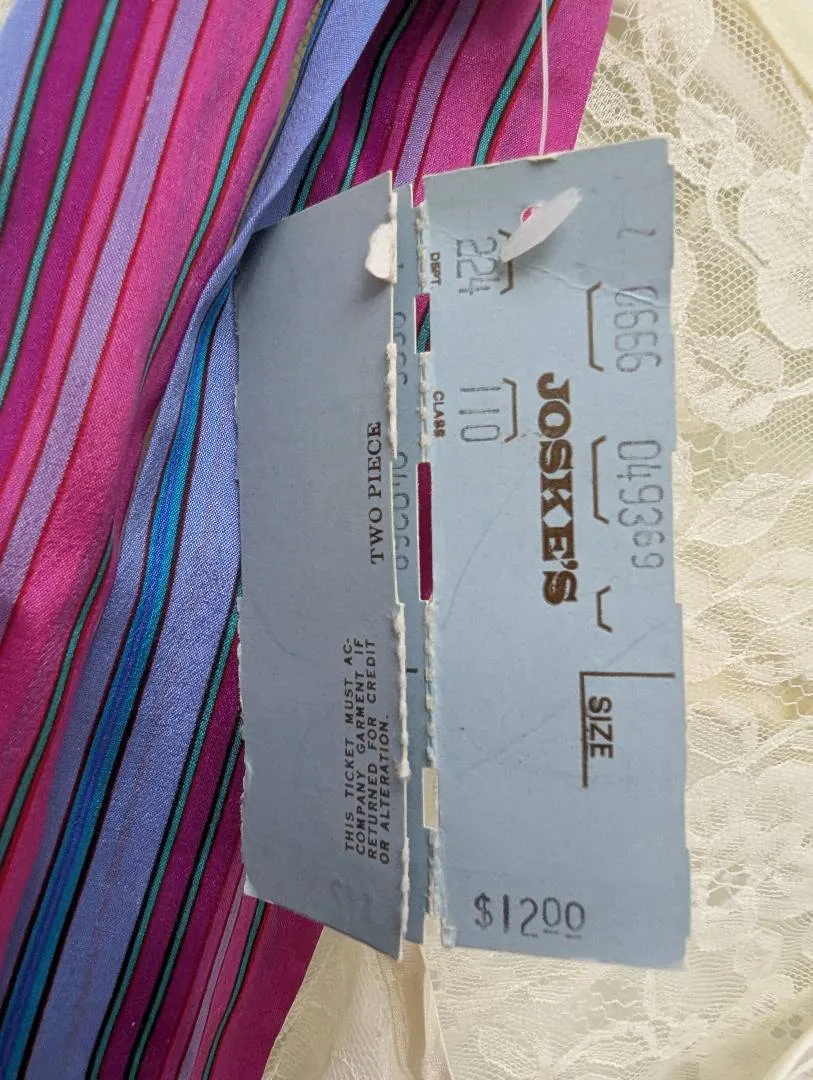 7 0666 049369
JOSKE'S
DEPT. 224
CLASS 110
SIZE
$12.00
TWO PIECE
THIS TICKET MUST AC-
COMPANY GARMENT IF
RETURNED FOR CREDIT
OR ALTERATION.